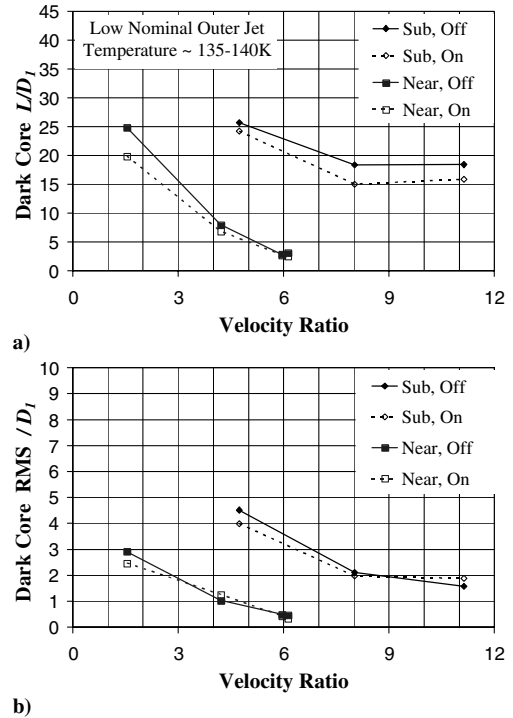 45
40
35
30
25
20
15
10
5
0
Dark Core L/D1
Low Nominal Outer Jet
Temperature ~ 135-140K
Sub, Off
Sub, On
Near, Off
Near, On
0 3 6 9 12
Velocity Ratio
a)
10
9
8
7
6
5
4
3
2
1
0
Dark Core RMS / D1
Sub, Off
Sub, On
Near, Off
Near, On
0 3 6 9 12
Velocity Ratio
b)